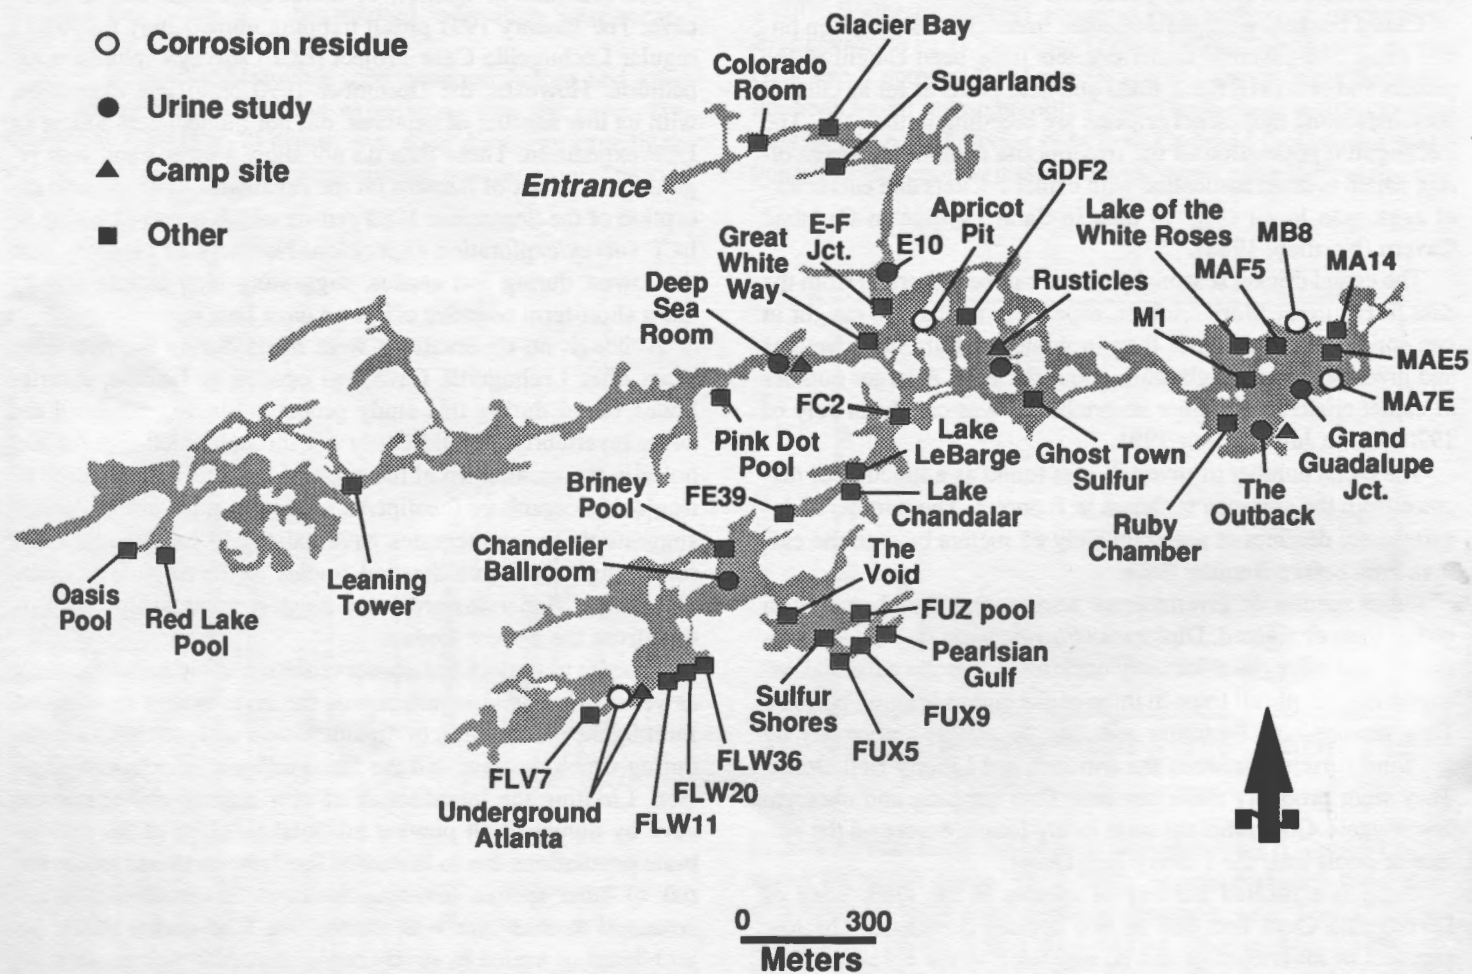 Corrosion residue
Urine study
Camp site
Other
Glacier Bay
Colorado
Room
Sugarlands
Entrance
GDF2
E-F
Jct.
Apricot
Pit
E10
Great
White
Way
Deep
Sea
Room
Lake of the
White Roses
MB8
MAF5
MA14
Rusticles
M1
MAE5
MA7E
FC2
Pink Dot
Pool
Lake
LeBarge
Ghost Town
Sulfur
Grand
Guadalupe
Jct.
The
Outback
Ruby
Chamber
Briney
Pool
FE39
Lake
Chandalar
Chandelier
Ballroom
The
Void
Leaning
Tower
Oasis
Pool
Red Lake
Pool
FUZ pool
Pearlsian
Gulf
Sulfur
Shores
FUX9
FUX5
FLV7
FLW36
FLW20
FLW11
Underground
Atlanta
0 300
Meters